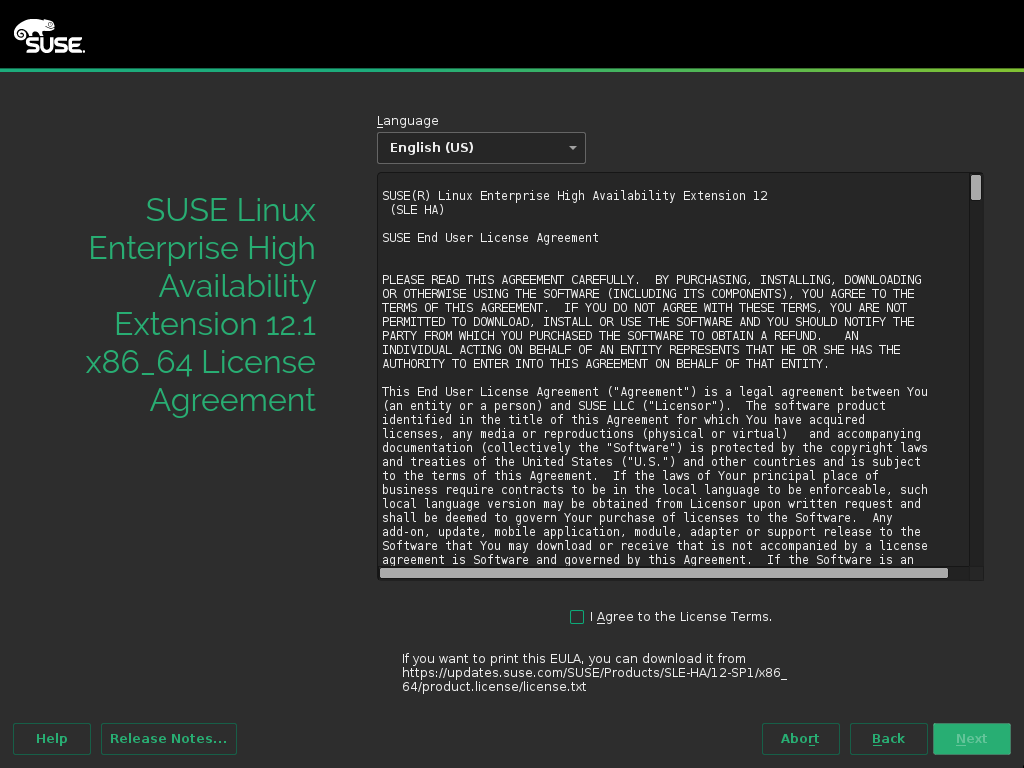 SUSE.
Language
English (US)
SUSE Linux
Enterprise High
Availability
Extension 12.1
x86_64 License
Agreement
SUSE(R) Linux Enterprise High Availability Extension 12
(SLE HA)
SUSE End User License Agreement
PLEASE READ THIS AGREEMENT CAREFULLY.  BY PURCHASING, INSTALLING, DOWNLOADING
OR OTHERWISE USING THE SOFTWARE (INCLUDING ITS COMPONENTS), YOU AGREE TO THE
TERMS OF THIS AGREEMENT.  IF YOU DO NOT AGREE WITH THESE TERMS, YOU ARE NOT
PERMITTED TO DOWNLOAD, INSTALL OR USE THE SOFTWARE AND YOU SHOULD NOTIFY THE
PARTY FROM WHICH YOU PURCHASED THE SOFTWARE TO OBTAIN A REFUND.   AN
INDIVIDUAL ACTING ON BEHALF OF AN ENTITY REPRESENTS THAT HE OR SHE HAS THE
AUTHORITY TO ENTER INTO THIS AGREEMENT ON BEHALF OF THAT ENTITY.
This End User License Agreement ("Agreement") is a legal agreement between You
(an entity or a person) and SUSE LLC ("Licensor").  The software product
identified in the title of this Agreement for which You have acquired
licenses, any media or reproductions (physical or virtual)   and accompanying
documentation (collectively the "Software") is protected by the copyright laws
and treaties of the United States ("U.S.") and other countries and is subject
to the terms of this Agreement.  If the laws of Your principal place of
business require contracts to be in the local language to be enforceable, such
local language version may be obtained from Licensor upon written request and
shall be deemed to govern Your purchase of licenses to the Software.  Any
add-on, update, mobile application, module, adapter or support release to the
Software that You may download or receive that is not accompanied by a license
agreement is Software and governed by this Agreement.  If the Software is an
I Agree to the License Terms.
If you want to print this EULA, you can download it from
https://updates.suse.com/SUSE/Products/SLE-HA/12-SP1/x86_
64/product.license/license.txt
Help
Release Notes...
Abort
Back
Next